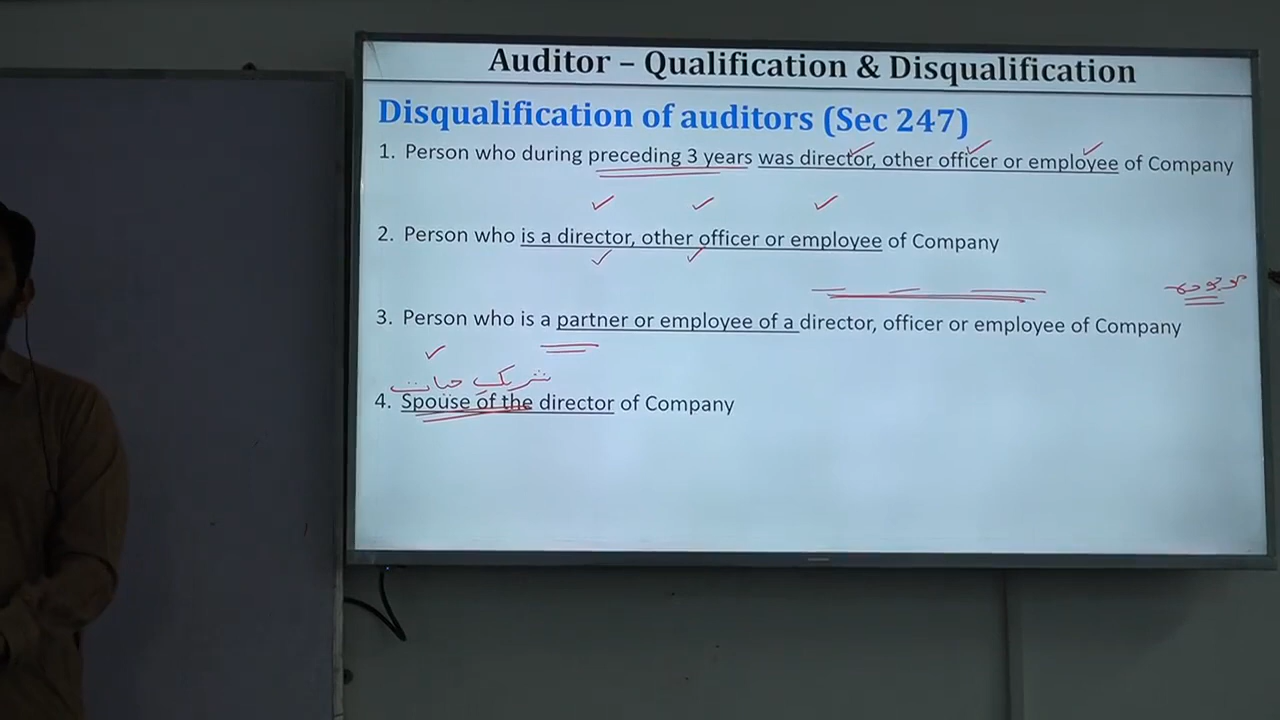 Auditor – Qualification & Disqualification
Disqualification of auditors (Sec 247)
1. Person who during preceding 3 years was director, other officer or employee of Company
2. Person who is a director, other officer or employee of Company
3. Person who is a partner or employee of a director, officer or employee of Company
شریک حیات
4. Spouse of the director of Company